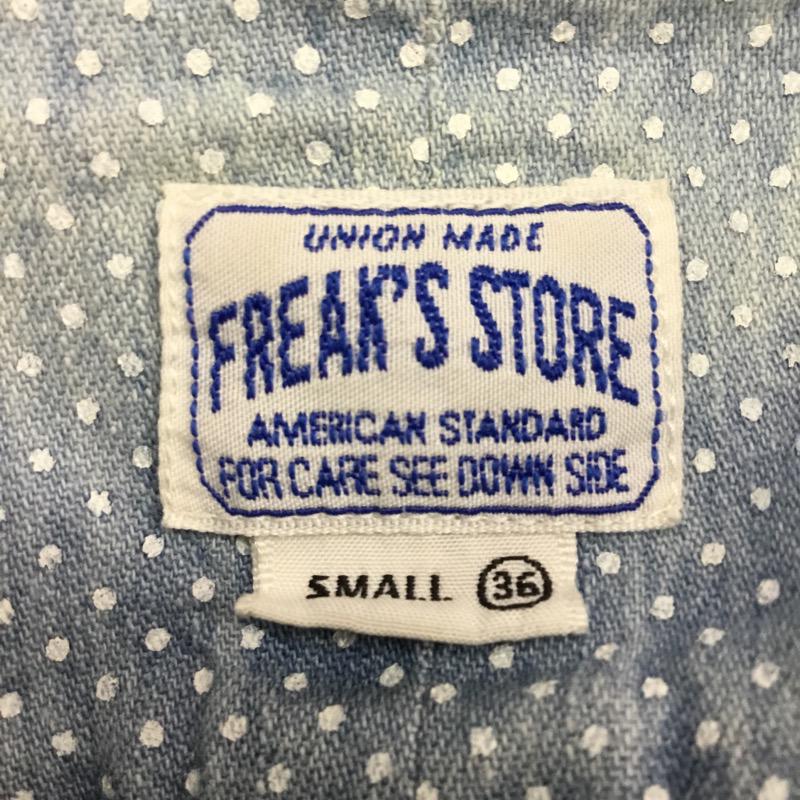 UNION MADE
FREAK'S STORE
AMERICAN STANDARD
FOR CARE SEE DOWN SIDE
SMALL 36